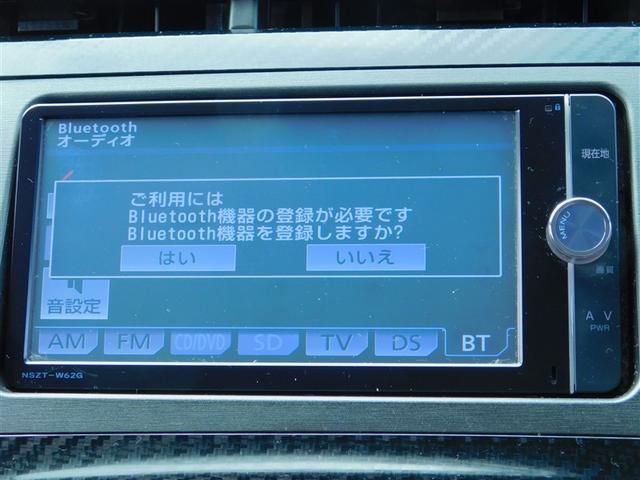 Bluetooth
オーディオ
ご利用には
Bluetooth機器の登録が必要です
Bluetooth機器を登録しますか?
はい いいえ
音設定
AM FM CD/DVD SD TV DS BT
NSZT-W62G
現在地
MENU
画質
AV
PWR